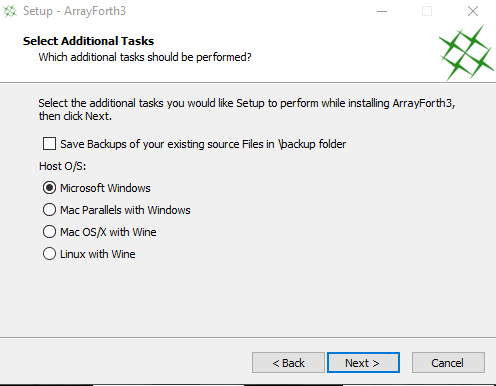 Setup - ArrayForth3
Select Additional Tasks
Which additional tasks should be performed?
Select the additional tasks you would like Setup to perform while installing ArrayForth3,
then click Next.
Save Backups of your existing source Files in \backup folder
Host O/S:
Microsoft Windows
Mac Parallels with Windows
Mac OS/X with Wine
Linux with Wine
< Back
Next >
Cancel